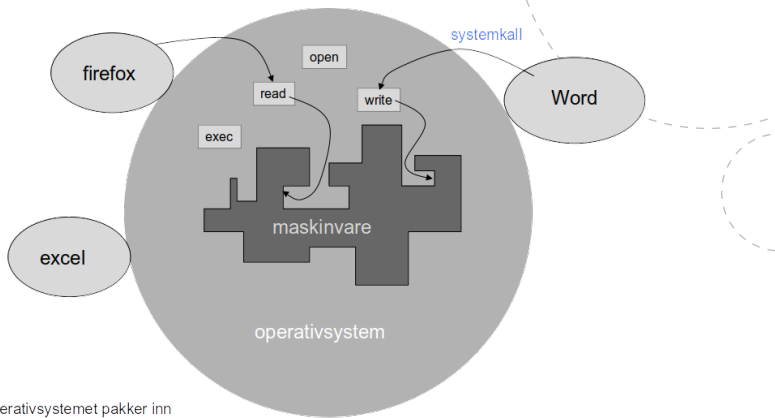 systemkall
open
firefox
read
write
Word
exec
maskinvare
excel
operativsystem
erativsystemet pakker inn